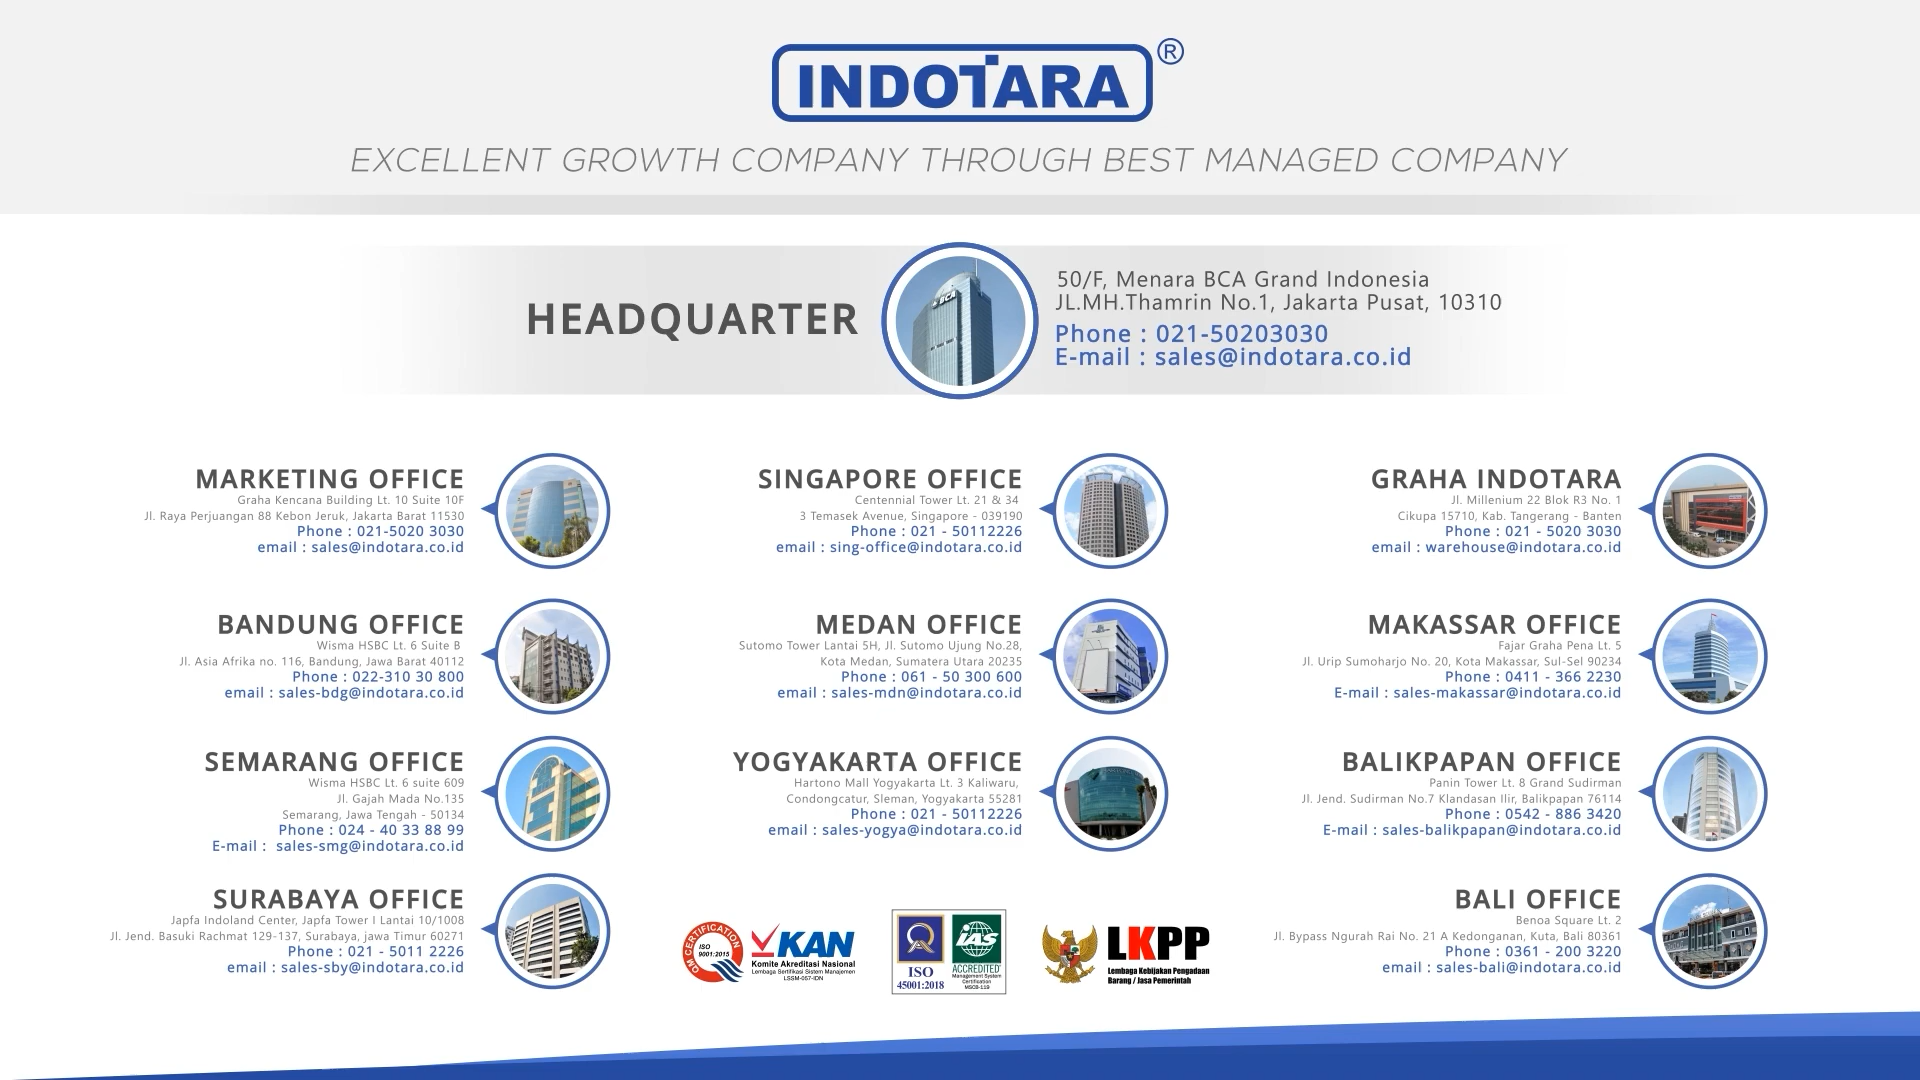 INDOTARA ®
EXCELLENT GROWTH COMPANY THROUGH BEST MANAGED COMPANY
HEADQUARTER
BCA
50/F, Menara BCA Grand Indonesia
JL.MH.Thamrin No.1, Jakarta Pusat, 10310
Phone : 021-50203030
E-mail : sales@indotara.co.id
MARKETING OFFICE
Graha Kencana Building Lt. 10 Suite 10F
Jl. Raya Perjuangan 88 Kebon Jeruk, Jakarta Barat 11530
Phone : 021-5020 3030
email : sales@indotara.co.id
SINGAPORE OFFICE
Centennial Tower Lt. 21 & 34
3 Temasek Avenue, Singapore - 039190
Phone : 021 - 50112226
email : sing-office@indotara.co.id
GRAHA INDOTARA
Jl. Millenium 22 Blok R3 No. 1
Cikupa 15710, Kab. Tangerang - Banten
Phone : 021 - 5020 3030
email : warehouse@indotara.co.id
BANDUNG OFFICE
Wisma HSBC Lt. 6 Suite B
Jl. Asia Afrika no. 116, Bandung, Jawa Barat 40112
Phone : 022-310 30 800
email : sales-bdg@indotara.co.id
MEDAN OFFICE
Sutomo Tower Lantai 5H, Jl. Sutomo Ujung No.28,
Kota Medan, Sumatera Utara 20235
Phone : 061 - 50 300 600
email : sales-mdn@indotara.co.id
MAKASSAR OFFICE
Fajar Graha Pena Lt. 5
Jl. Urip Sumoharjo No. 20, Kota Makassar, Sul-Sel 90234
Phone : 0411 - 366 2230
E-mail : sales-makassar@indotara.co.id
SEMARANG OFFICE
Wisma HSBC Lt. 6 suite 609
Jl. Gajah Mada No.135
Semarang, Jawa Tengah - 50134
Phone : 024 - 40 33 88 99
E-mail : sales-smg@indotara.co.id
YOGYAKARTA OFFICE
Hartono Mall Yogyakarta Lt. 3 Kaliwaru,
Condongcatur, Sleman, Yogyakarta 55281
Phone : 021 - 50112226
email : sales-yogya@indotara.co.id
BALIKPAPAN OFFICE
Panin Tower Lt. 8 Grand Sudirman
Jl. Jend. Sudirman No.7 Klandasan Ilir, Balikpapan 76114
Phone : 0542 - 886 3420
E-mail : sales-balikpapan@indotara.co.id
SURABAYA OFFICE
Japfa Indoland Center, Japfa Tower I Lantai 10/1008
Jl. Jend. Basuki Rachmat 129-137, Surabaya, jawa Timur 60271
Phone : 021 - 5011 2226
email : sales-sby@indotara.co.id
QM CERTIFICATION
ISO
9001:2015
KAN
Komite Akreditasi Nasional
Lembaga Sertifikasi Sistem Manajemen
LSSM-057-IDN
ISO
45001:2018
IAS
ACCREDITED
Management System
Certification
MSCB-119
LKPP
Lembaga Kebijakan Pengadaan
Barang / Jasa Pemerintah
BALI OFFICE
Benoa Square Lt. 2
Jl. Bypass Ngurah Rai No. 21 A Kedonganan, Kuta, Bali 80361
Phone : 0361 - 200 3220
email : sales-bali@indotara.co.id